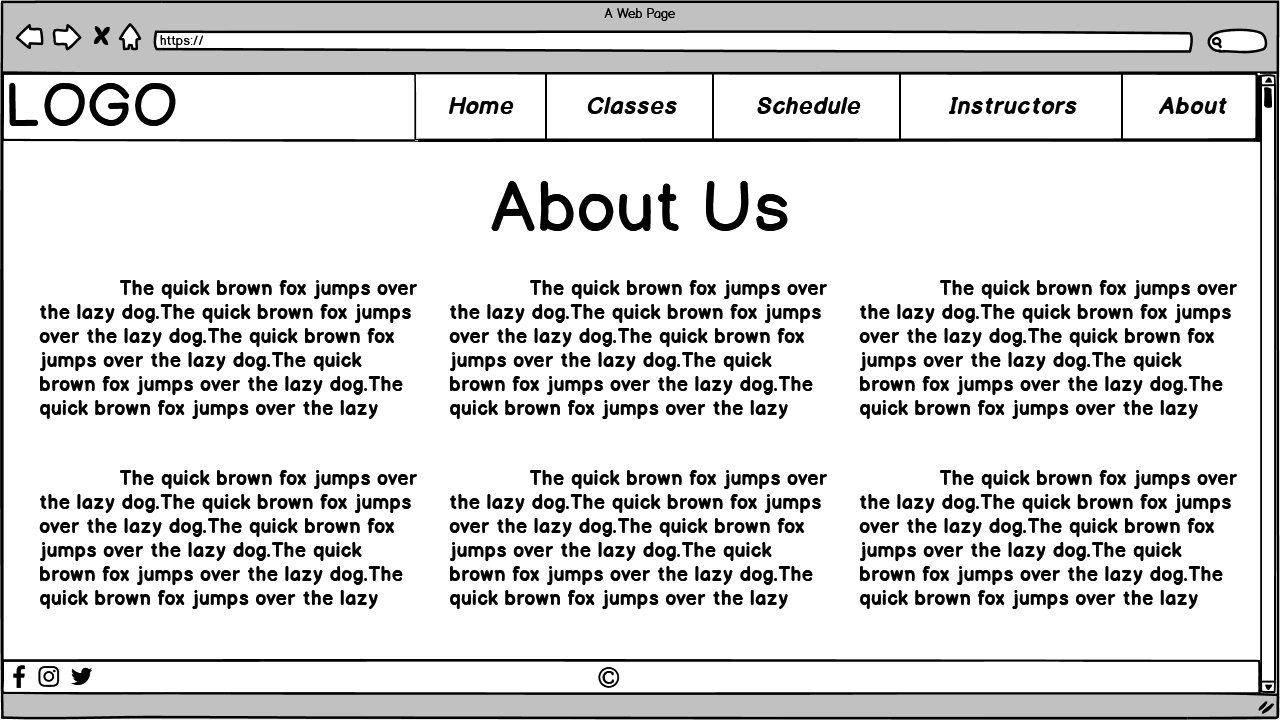 A Web Page
https://
LOGO
Home Classes Schedule Instructors About
About Us
The quick brown fox jumps over
the lazy dog.The quick brown fox jumps
over the lazy dog.The quick brown fox
jumps over the lazy dog.The quick
brown fox jumps over the lazy dog.The
quick brown fox jumps over the lazy
The quick brown fox jumps over
the lazy dog.The quick brown fox jumps
over the lazy dog.The quick brown fox
jumps over the lazy dog.The quick
brown fox jumps over the lazy dog.The
quick brown fox jumps over the lazy
The quick brown fox jumps over
the lazy dog.The quick brown fox jumps
over the lazy dog.The quick brown fox
jumps over the lazy dog.The quick
brown fox jumps over the lazy dog.The
quick brown fox jumps over the lazy
The quick brown fox jumps over
the lazy dog.The quick brown fox jumps
over the lazy dog.The quick brown fox
jumps over the lazy dog.The quick
brown fox jumps over the lazy dog.The
quick brown fox jumps over the lazy
The quick brown fox jumps over
the lazy dog.The quick brown fox jumps
over the lazy dog.The quick brown fox
jumps over the lazy dog.The quick
brown fox jumps over the lazy dog.The
quick brown fox jumps over the lazy
The quick brown fox jumps over
the lazy dog.The quick brown fox jumps
over the lazy dog.The quick brown fox
jumps over the lazy dog.The quick
brown fox jumps over the lazy dog.The
quick brown fox jumps over the lazy
©